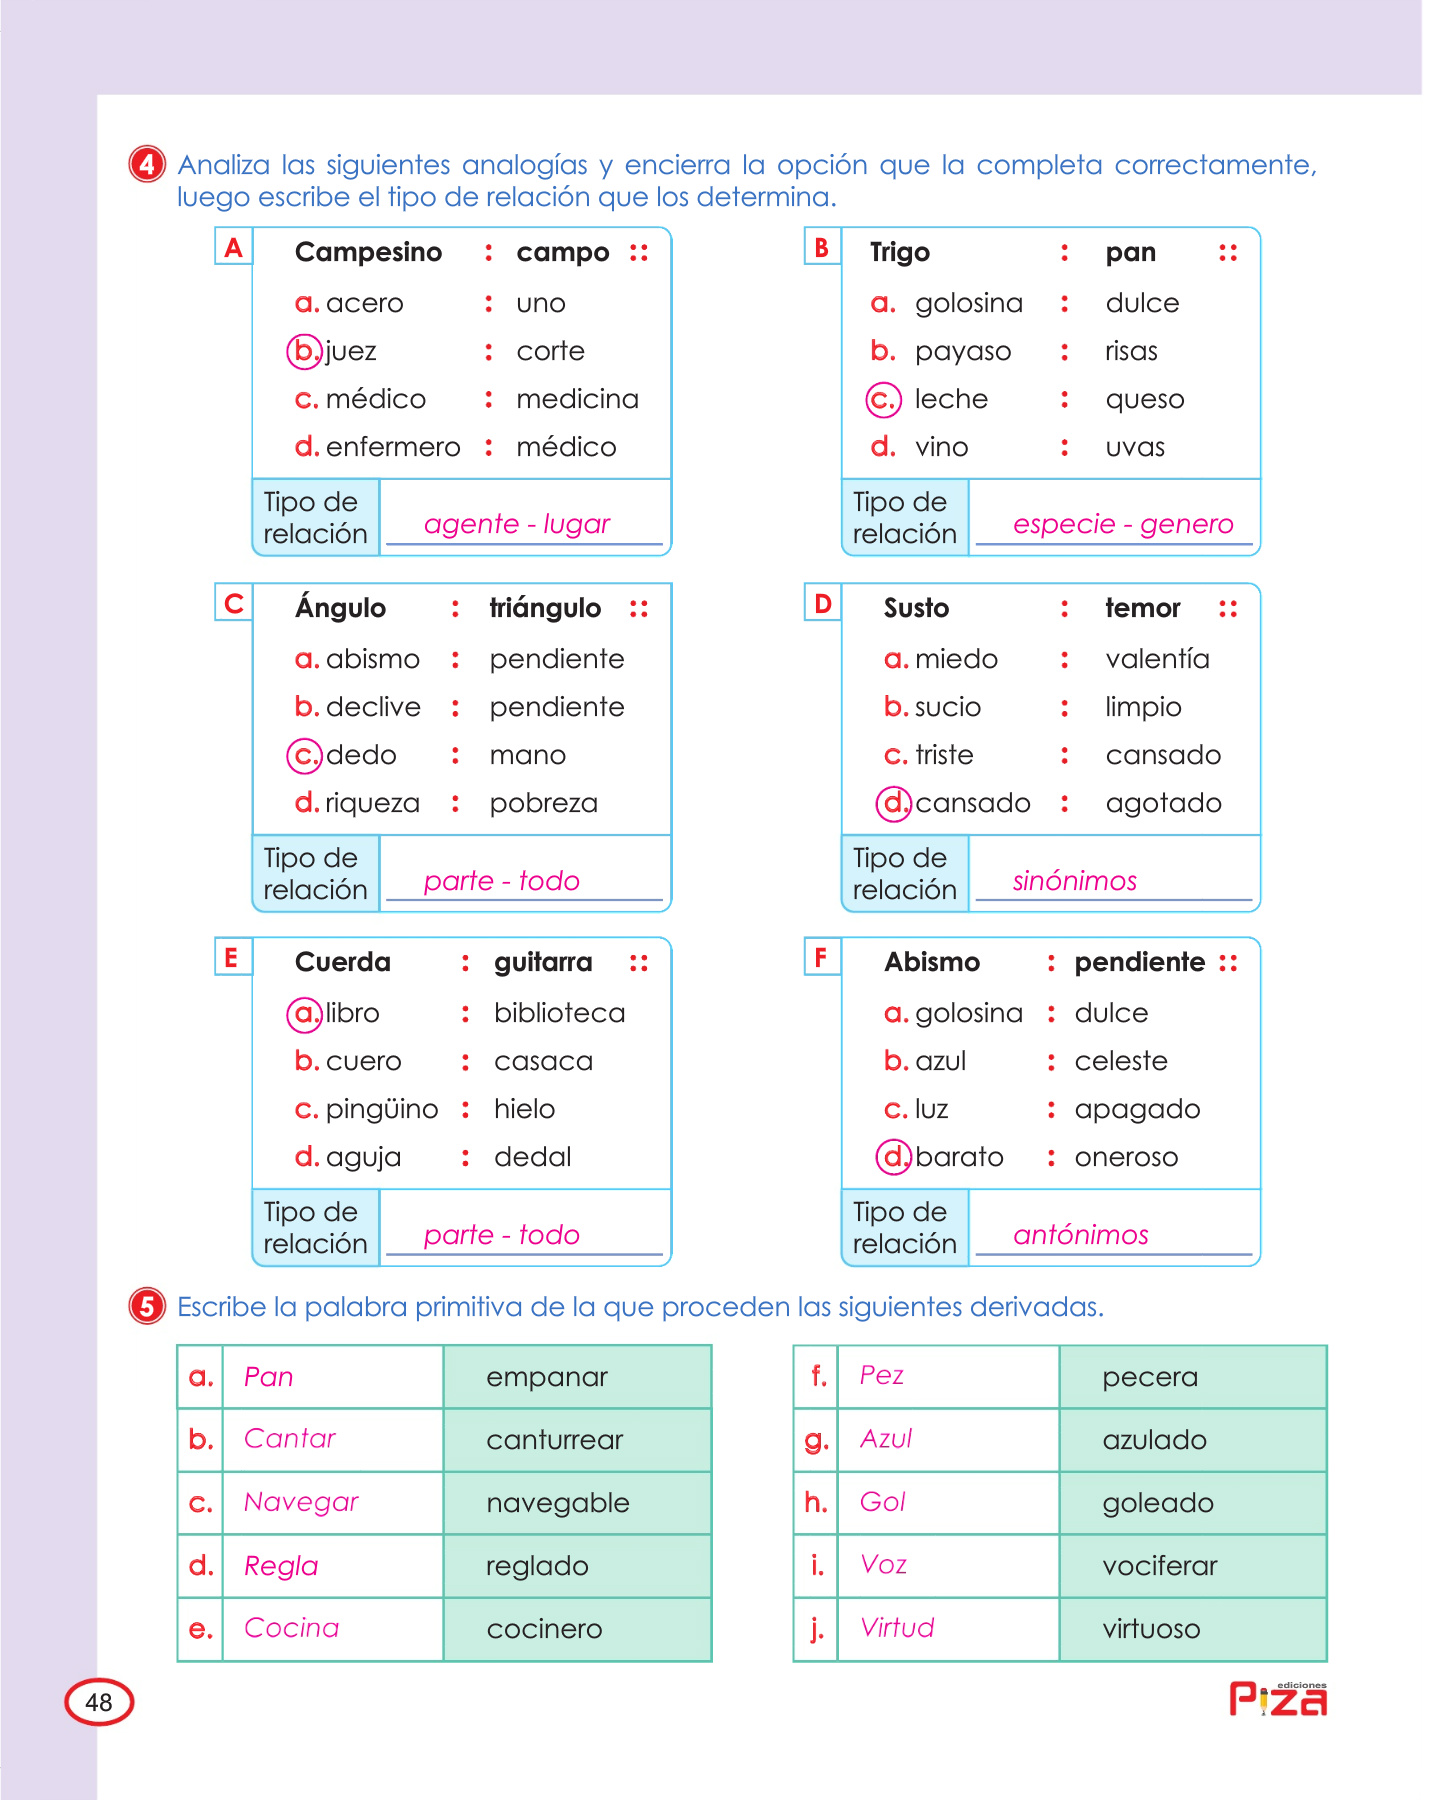 4 Analiza las siguientes analogías y encierra la opción que la completa correctamente,
luego escribe el tipo de relación que los determina.
A Campesino : campo ::
a. acero : uno
b. juez : corte
c. médico : medicina
d. enfermero : médico
Tipo de
relación agente - lugar
B Trigo : pan ::
a. golosina : dulce
b. payaso : risas
c. leche : queso
d. vino : uvas
Tipo de
relación especie - genero
C Ángulo : triángulo ::
a. abismo : pendiente
b. declive : pendiente
c. dedo : mano
d. riqueza : pobreza
Tipo de
relación parte - todo
D Susto : temor ::
a. miedo : valentía
b. sucio : limpio
c. triste : cansado
d. cansado : agotado
Tipo de
relación sinónimos
E Cuerda : guitarra ::
a. libro : biblioteca
b. cuero : casaca
c. pingüino : hielo
d. aguja : dedal
Tipo de
relación parte - todo
F Abismo : pendiente ::
a. golosina : dulce
b. azul : celeste
c. luz : apagado
d. barato : oneroso
Tipo de
relación antónimos
5 Escribe la palabra primitiva de la que proceden las siguientes derivadas.
a. Pan empanar
b. Cantar canturrear
c. Navegar navegable
d. Regla reglado
e. Cocina cocinero
f. Pez pecera
g. Azul azulado
h. Gol goleado
i. Voz vociferar
j. Virtud virtuoso
48
ediciones
Piza